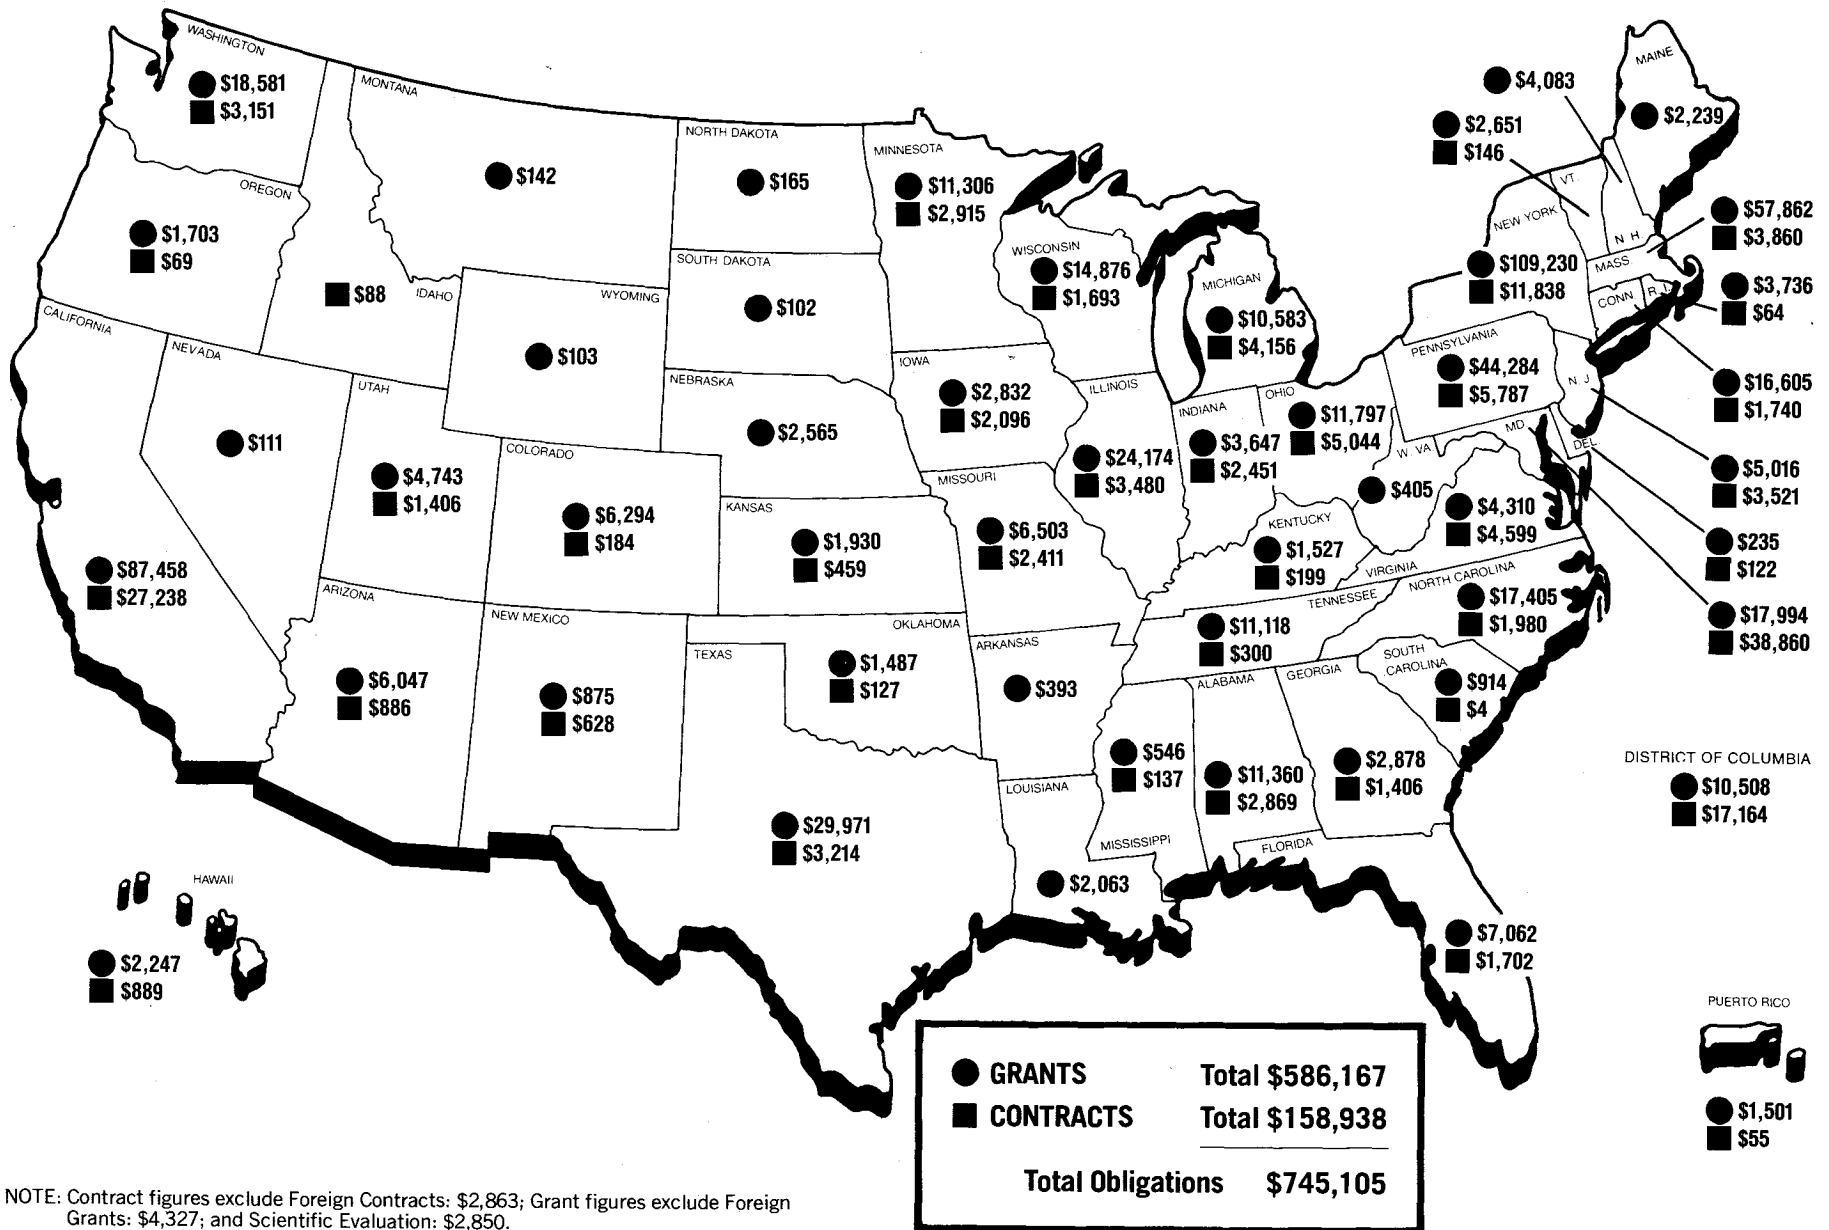 WASHINGTON
$18,581
$3,151
MONTANA
$142
NORTH DAKOTA
$165
MINNESOTA
$11,306
$2,915
$4,083
$2,651
$146
MAINE
$2,239
OREGON
$1,703
$69
$88
IDAHO
WYOMING
$103
SOUTH DAKOTA
$102
WISCONSIN
$14,876
$1,693
MICHIGAN
$10,583
$4,156
NEW YORK
$109,230
$11,838
VT.
N. H.
MASS.
$57,862
$3,860
CONN
R.I.
$3,736
$64
$16,605
$1,740
CALIFORNIA
$87,458
$27,238
NEVADA
$111
UTAH
$4,743
$1,406
COLORADO
$6,294
$184
NEBRASKA
$2,565
IOWA
$2,832
$2,096
ILLINOIS
$24,174
$3,480
INDIANA
$3,647
$2,451
OHIO
$11,797
$5,044
PENNSYLVANIA
$44,284
$5,787
N. J.
$5,016
$3,521
MD.
DEL.
$235
$122
$17,994
$38,860
W. VA
$405
$4,310
$4,599
VIRGINIA
KANSAS
$1,930
$459
MISSOURI
$6,503
$2,411
KENTUCKY
$1,527
$199
TENNESSEE
$11,118
$300
NORTH CAROLINA
$17,405
$1,980
ARIZONA
$6,047
$886
NEW MEXICO
$875
$628
OKLAHOMA
$1,487
$127
TEXAS
$29,971
$3,214
ARKANSAS
$393
SOUTH
CAROLINA
$914
$4
LOUISIANA
$2,063
MISSISSIPPI
$546
$137
ALABAMA
$11,360
$2,869
GEORGIA
$2,878
$1,406
FLORIDA
$7,062
$1,702
DISTRICT OF COLUMBIA
$10,508
$17,164
HAWAII
$2,247
$889
PUERTO RICO
$1,501
$55
GRANTS Total $586,167
CONTRACTS Total $158,938
Total Obligations $745,105
NOTE: Contract figures exclude Foreign Contracts: $2,863; Grant figures exclude Foreign
Grants: $4,327; and Scientific Evaluation: $2,850.